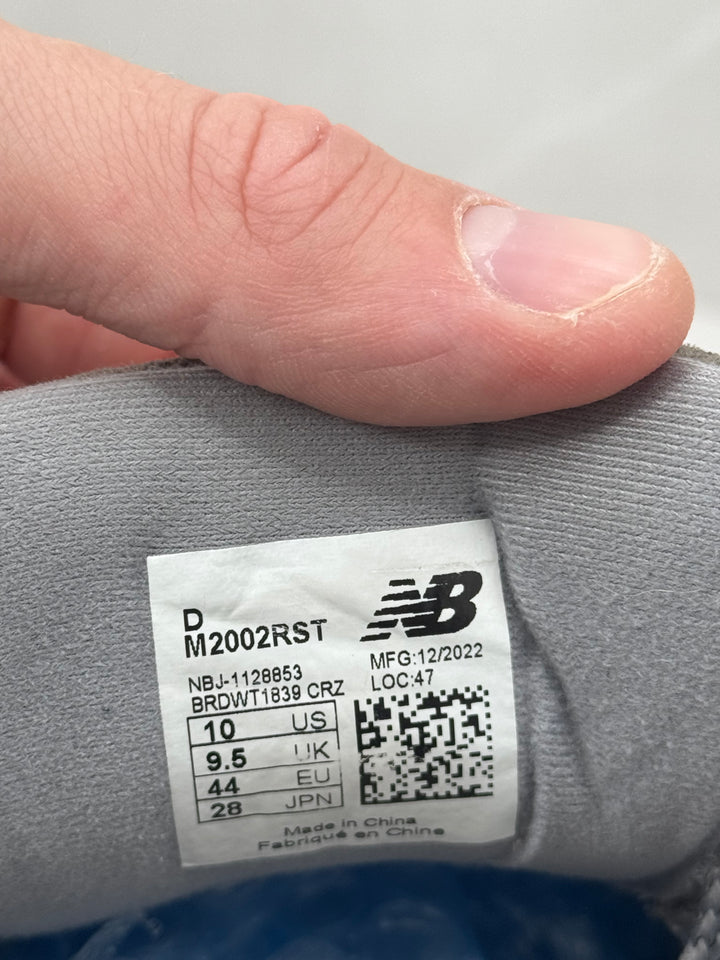 D
M2002RST
NB
NBJ-1128853
BRDWT1839 CRZ
MFG:12/2022
LOC:47
10 US
9.5 UK
44 EU
28 JPN
Made in China
Fabriqué en Chine